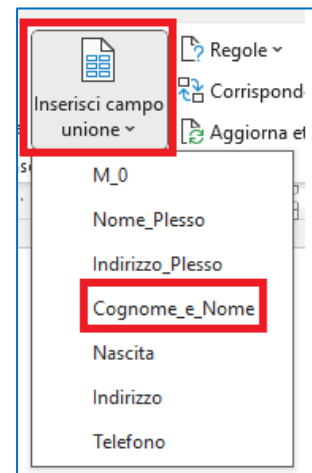 Inserisci campo
unione
Regole
Corrispond
Aggiorna et
M_0
Nome_Plesso
Indirizzo_Plesso
Cognome_e_Nome
Nascita
Indirizzo
Telefono